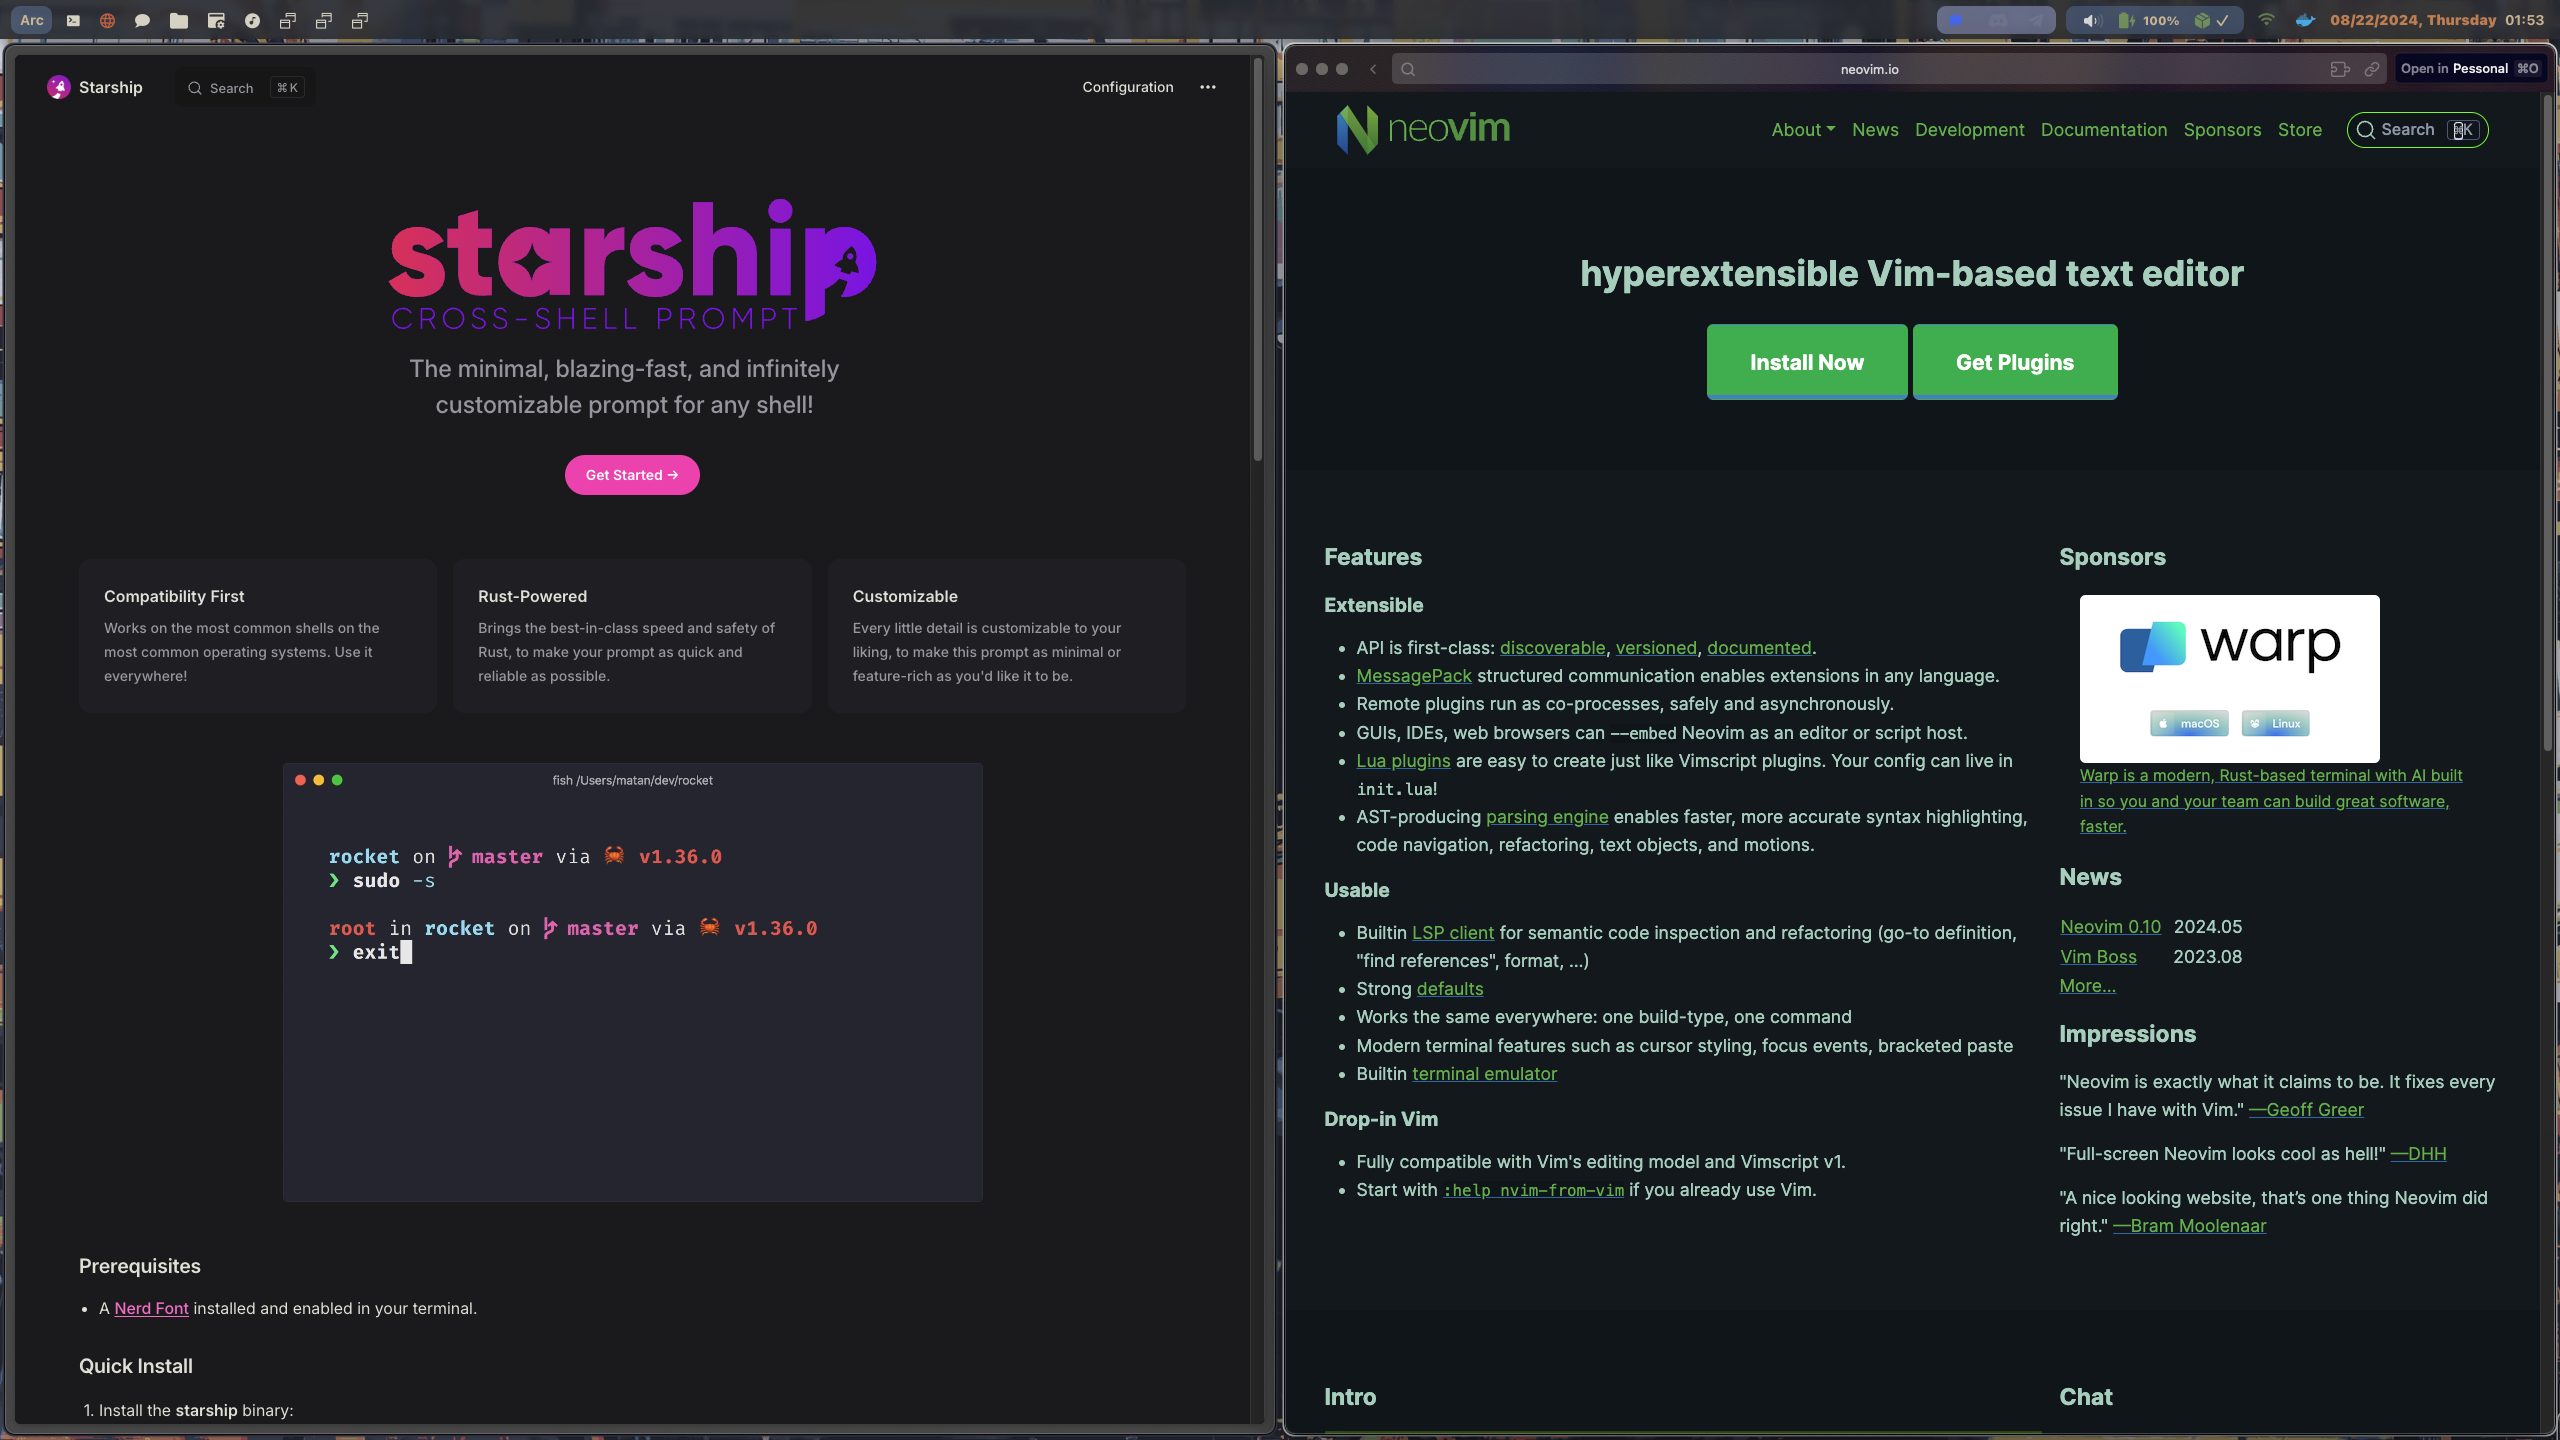 Arc
100%
08/22/2024, Thursday 01:53
Starship
Search ⌘ K
Configuration
starship
CROSS-SHELL PROMPT
The minimal, blazing-fast, and infinitely
customizable prompt for any shell!
Get Started →
Compatibility First
Works on the most common shells on the
most common operating systems. Use it
everywhere!
Rust-Powered
Brings the best-in-class speed and safety of
Rust, to make your prompt as quick and
reliable as possible.
Customizable
Every little detail is customizable to your
liking, to make this prompt as minimal or
feature-rich as you'd like it to be.
fish /Users/matan/dev/rocket
rocket on master via 🦀 v1.36.0
❯ sudo -s
root in rocket on master via 🦀 v1.36.0
❯ exit
Prerequisites
• A Nerd Font installed and enabled in your terminal.
Quick Install
1. Install the starship binary:
neovim.io
Open in Pessonal ⌘O
neovim
About
News
Development
Documentation
Sponsors
Store
Search ⌘K
hyperextensible Vim-based text editor
Install Now
Get Plugins
Features
Extensible
• API is first-class: discoverable, versioned, documented.
• MessagePack structured communication enables extensions in any language.
• Remote plugins run as co-processes, safely and asynchronously.
• GUIs, IDEs, web browsers can --embed Neovim as an editor or script host.
• Lua plugins are easy to create just like Vimscript plugins. Your config can live in
init.lua!
• AST-producing parsing engine enables faster, more accurate syntax highlighting,
code navigation, refactoring, text objects, and motions.
Usable
• Builtin LSP client for semantic code inspection and refactoring (go-to definition,
"find references", format, …)
• Strong defaults
• Works the same everywhere: one build-type, one command
• Modern terminal features such as cursor styling, focus events, bracketed paste
• Builtin terminal emulator
Drop-in Vim
• Fully compatible with Vim's editing model and Vimscript v1.
• Start with :help nvim-from-vim if you already use Vim.
Intro
Sponsors
warp
macOS
Linux
Warp is a modern, Rust-based terminal with AI built
in so you and your team can build great software,
faster.
News
Neovim 0.10 2024.05
Vim Boss 2023.08
More...
Impressions
"Neovim is exactly what it claims to be. It fixes every
issue I have with Vim." —Geoff Greer
"Full-screen Neovim looks cool as hell!" —DHH
"A nice looking website, that’s one thing Neovim did
right." —Bram Moolenaar
Chat